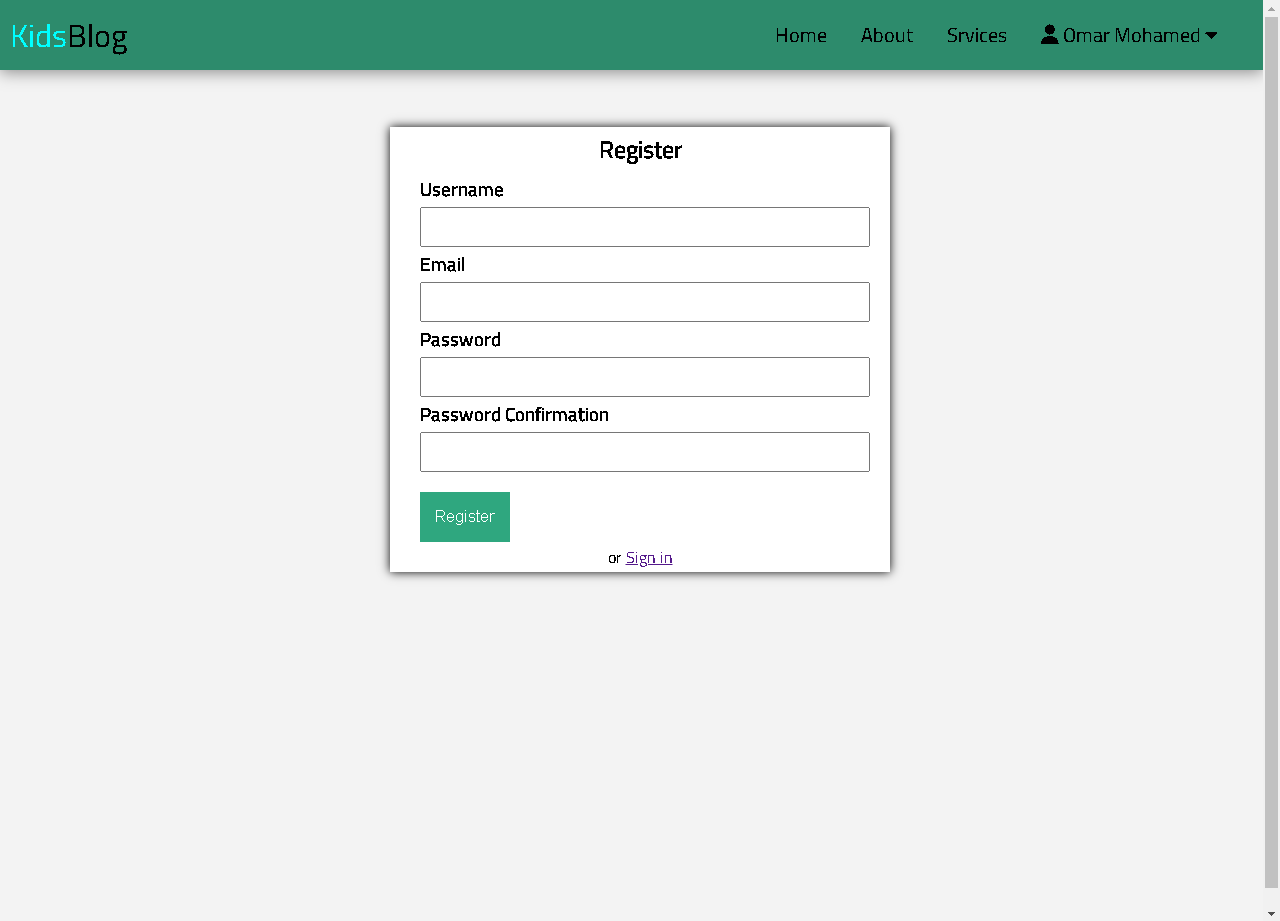 KidsBlog
Home About Srvices Omar Mohamed
Register
Username
Email
Password
Password Confirmation
Register
or Sign in